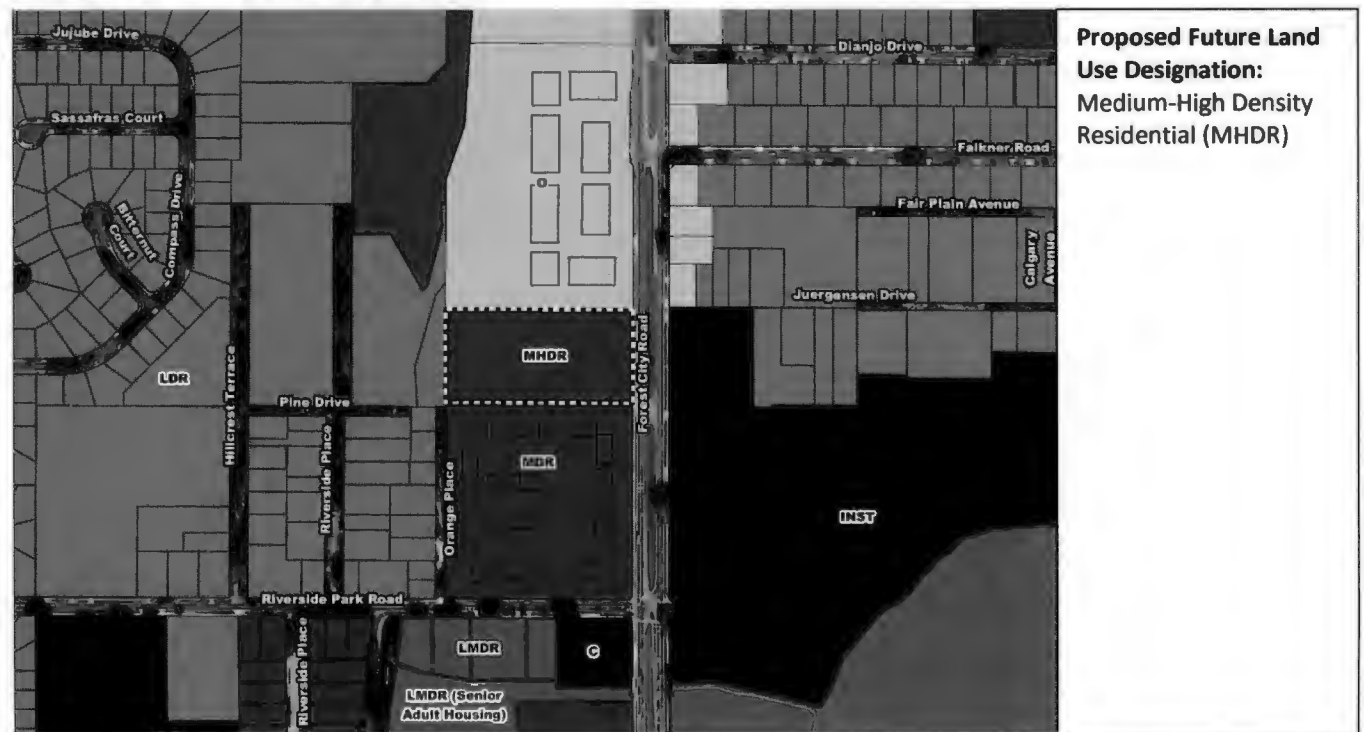 Jujube Drive
Dianjo Drive
Sassafras Court
Falkner Road
Bitternut
Court
Compass Drive
Fair Plain Avenue
Calgary
Avenue
O
Juergensen Drive
Forest City Road
MHDR
LDR
Hillcrest Terrace
Pine Drive
Riverside Place
Orange Place
MDR
INST
Riverside Park Road
Riverside Place
LMDR
C
LMDR (Senior
Adult Housing)
Proposed Future Land
Use Designation:
Medium-High Density
Residential (MHDR)